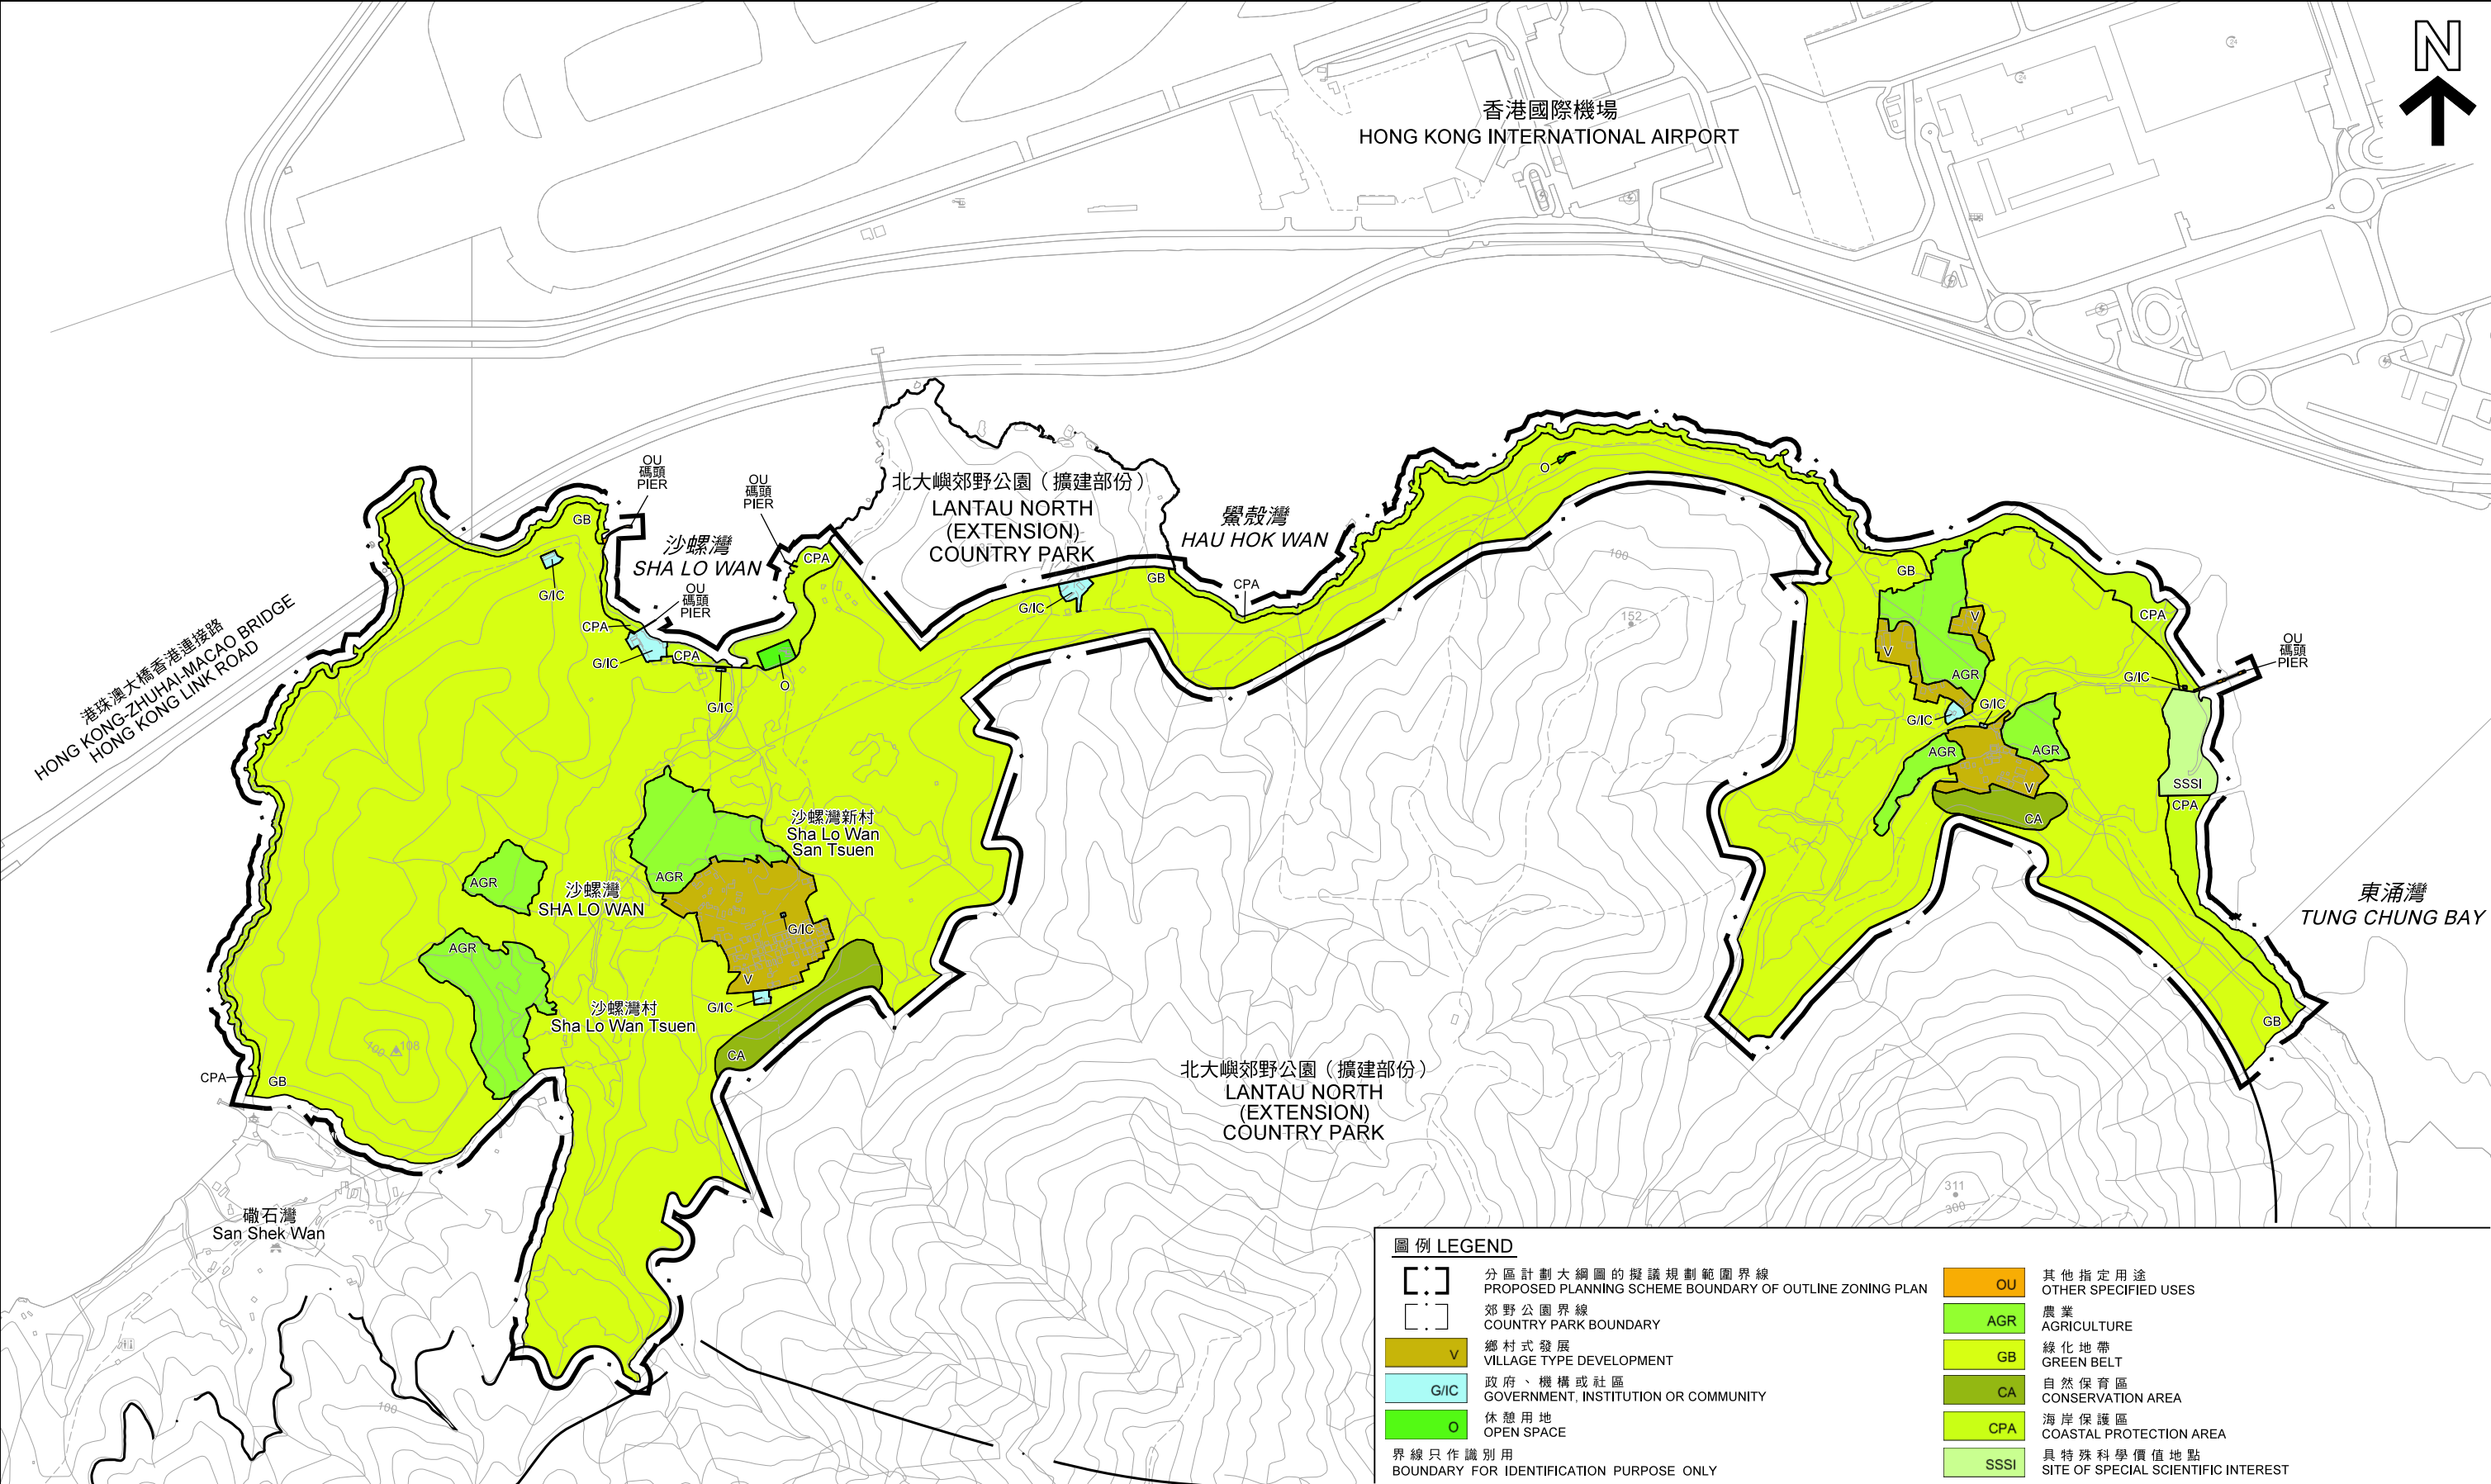 N
香港國際機場
HONG KONG INTERNATIONAL AIRPORT
OU
碼頭
PIER
OU
碼頭
PIER
北大嶼郊野公園（擴建部份）
LANTAU NORTH
(EXTENSION)
COUNTRY PARK
O
GB
沙螺灣
SHA LO WAN
CPA
鱟殼灣
HAU HOK WAN
100
G/IC
OU
碼頭
PIER
G/IC
GB
CPA
GB
港珠澳大橋香港連接路
HONG KONG-ZHUHAI-MACAO BRIDGE
HONG KONG LINK ROAD
CPA
G/IC
CPA
O
G/IC
152
V
V
AGR
CPA
OU
碼頭
PIER
G/IC
G/IC
G/IC
AGR
AGR
V
SSSI
CPA
CA
沙螺灣新村
Sha Lo Wan
San Tsuen
AGR
AGR
沙螺灣
SHA LO WAN
G/IC
AGR
V
G/IC
沙螺灣村
Sha Lo Wan Tsuen
CA
東涌灣
TUNG CHUNG BAY
GB
100
108
CPA
GB
北大嶼郊野公園（擴建部份）
LANTAU NORTH
(EXTENSION)
COUNTRY PARK
311
300
䃟石灣
San Shek Wan
100
圖例 LEGEND
分區計劃大綱圖的擬議規劃範圍界線
PROPOSED PLANNING SCHEME BOUNDARY OF OUTLINE ZONING PLAN
郊野公園界線
COUNTRY PARK BOUNDARY
V
鄉村式發展
VILLAGE TYPE DEVELOPMENT
G/IC
政府、機構或社區
GOVERNMENT, INSTITUTION OR COMMUNITY
O
休憩用地
OPEN SPACE
界線只作識別用
BOUNDARY FOR IDENTIFICATION PURPOSE ONLY
OU
其他指定用途
OTHER SPECIFIED USES
AGR
農業
AGRICULTURE
GB
綠化地帶
GREEN BELT
CA
自然保育區
CONSERVATION AREA
CPA
海岸保護區
COASTAL PROTECTION AREA
SSSI
具特殊科學價值地點
SITE OF SPECIAL SCIENTIFIC INTEREST